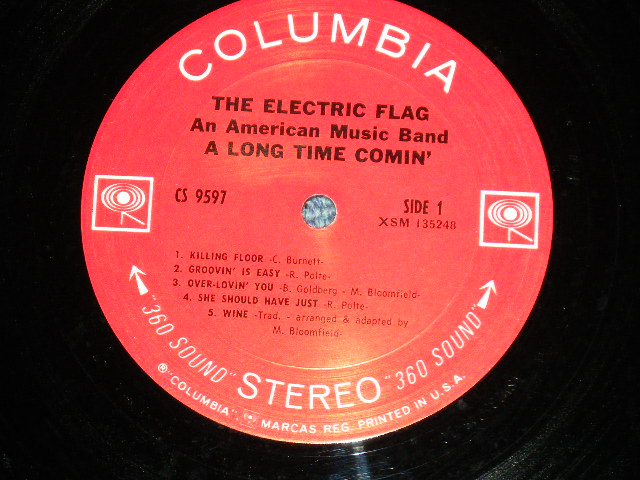 COLUMBIA
THE ELECTRIC FLAG
An American Music Band
A LONG TIME COMIN'
CS 9597
SIDE 1
XSM 135248
1. KILLING FLOOR -C. Burnett-
2. GROOVIN' IS EASY -R. Polte-
3. OVER-LOVIN' YOU -B. Goldberg - M. Bloomfield-
4. SHE SHOULD HAVE JUST -R. Polte-
5. WINE -Trad. - arranged & adapted by
M. Bloomfield-
"360 SOUND" STEREO "360 SOUND"
® "COLUMBIA", MARCAS REG. PRINTED IN U.S.A.